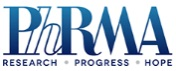 PhRMA
RESEARCH • PROGRESS • HOPE